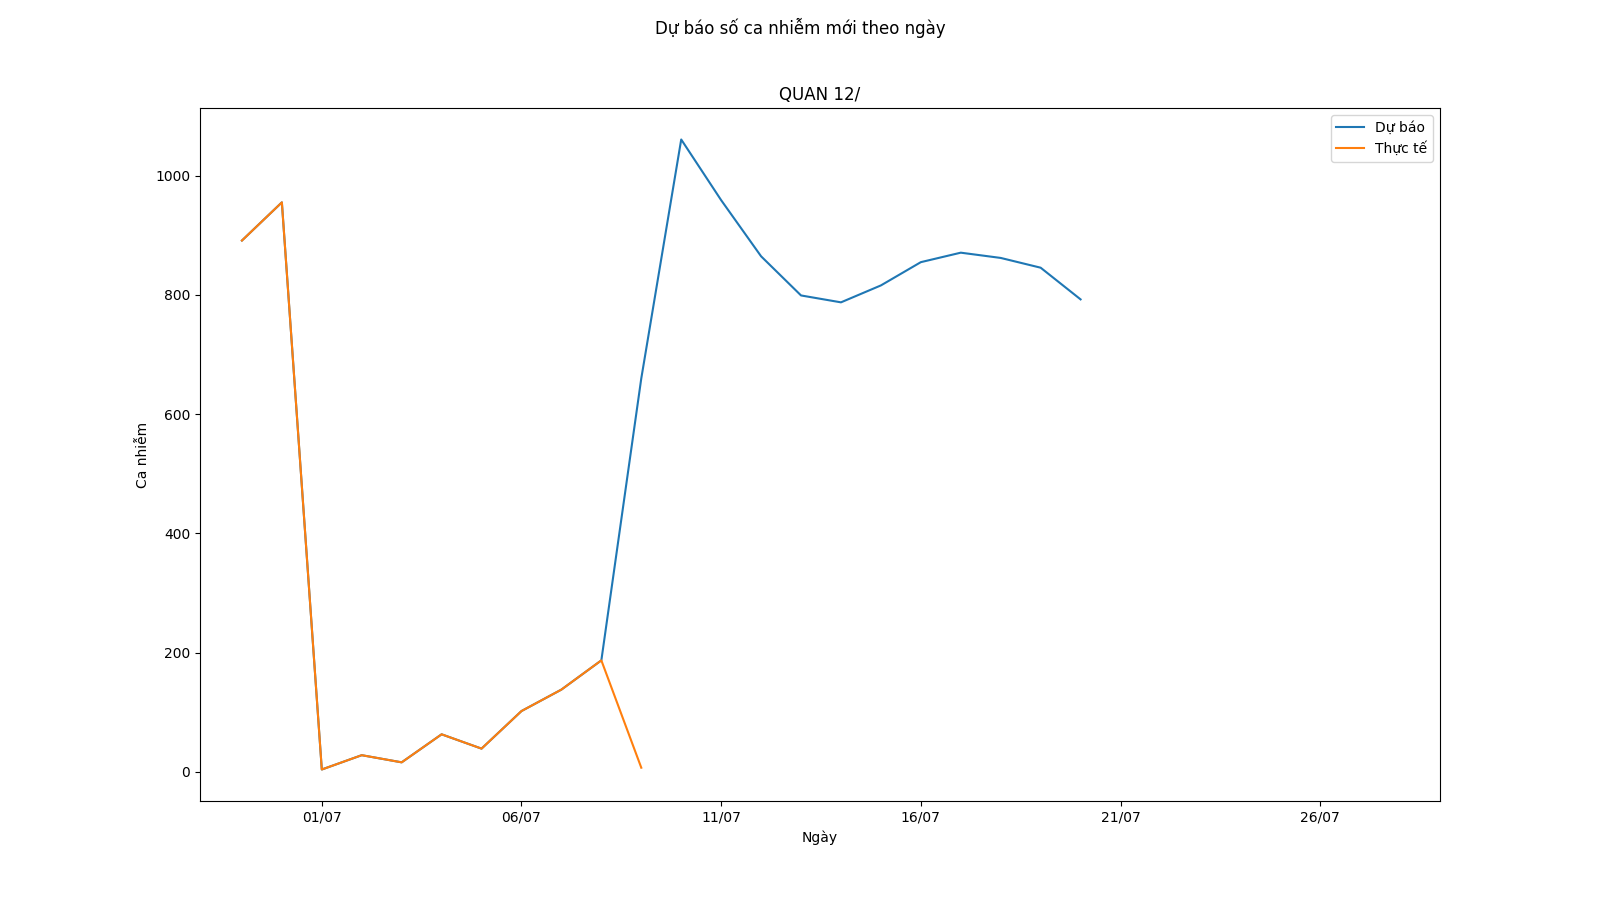 Dự báo số ca nhiễm mới theo ngày
QUAN 12/
Dự báo
Thực tế
1000
800
600
400
200
0
Ca nhiễm
01/07
06/07
11/07
16/07
21/07
26/07
Ngày